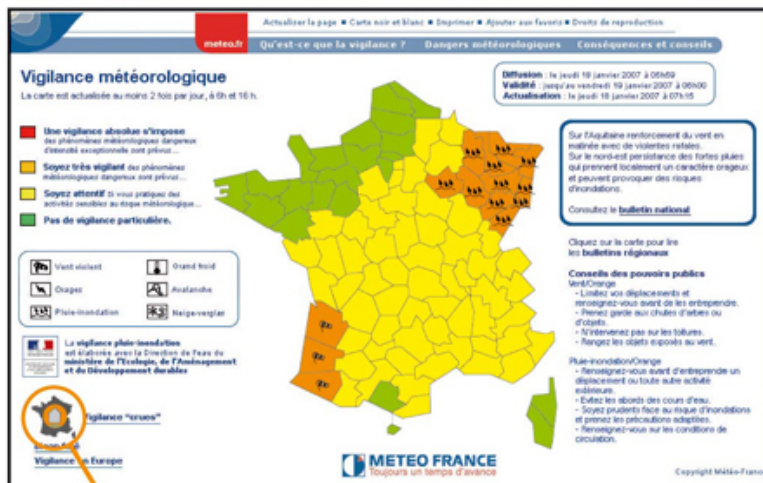 Actualiser la page ■ Carte noir et blanc ■ Imprimer ■ Ajouter aux favoris ■ Droits de reproduction
meteo.fr Qu'est-ce que la vigilance ? Dangers météorologiques Conséquences et conseils
Vigilance météorologique
La carte est actualisée au moins 2 fois par jour, à 6h et 16 h.
Diffusion : le jeudi 18 janvier 2007 à 06h59
Validité : jusqu'au vendredi 19 janvier 2007 à 06h00
Actualisation : le jeudi 18 janvier 2007 à 07h15
Une vigilance absolue s'impose
des phénomènes météorologiques dangereux
d'intensité exceptionnelle sont prévus ...
Soyez très vigilant des phénomènes
météorologiques dangereux sont prévus ...
Soyez attentif Si vous pratiquez des
activités sensibles au risque météorologique ...
Pas de vigilance particulière.
Vent violent
Grand froid
Orages
Avalanche
Pluie-inondation
Neige-verglas
La vigilance pluie-inondation
est élaborée avec la Direction de l'eau du
ministère de l'Ecologie, de l'Aménagement
et du Développement durables
Vigilance "crues"
Vigilance en Europe
Sur l'Aquitaine renforcement du vent en
matinée avec de violentes rafales.
Sur le nord-est persistance des fortes pluies
qui prennent localement un caractère orageux
et peuvent provoquer des risques
d'inondations.
Consultez le bulletin national
Cliquez sur la carte pour lire
les bulletins régionaux
Conseils des pouvoirs publics
Vent/Orange
- Limitez vos déplacements et
renseignez-vous avant de les entreprendre.
- Prenez garde aux chutes d'arbres ou
d'objets.
- N'intervenez pas sur les toitures.
- Rangez les objets exposés au vent.
Pluie-inondation/Orange
- Renseignez-vous avant d'entreprendre un
déplacement ou toute autre activité
extérieure.
- Evitez les abords des cours d'eau.
- Soyez prudents face au risque d'inondations
et prenez les précautions adaptées.
- Renseignez-vous sur les conditions de
circulation.
METEO FRANCE
Toujours un temps d'avance
Copyright Météo-France